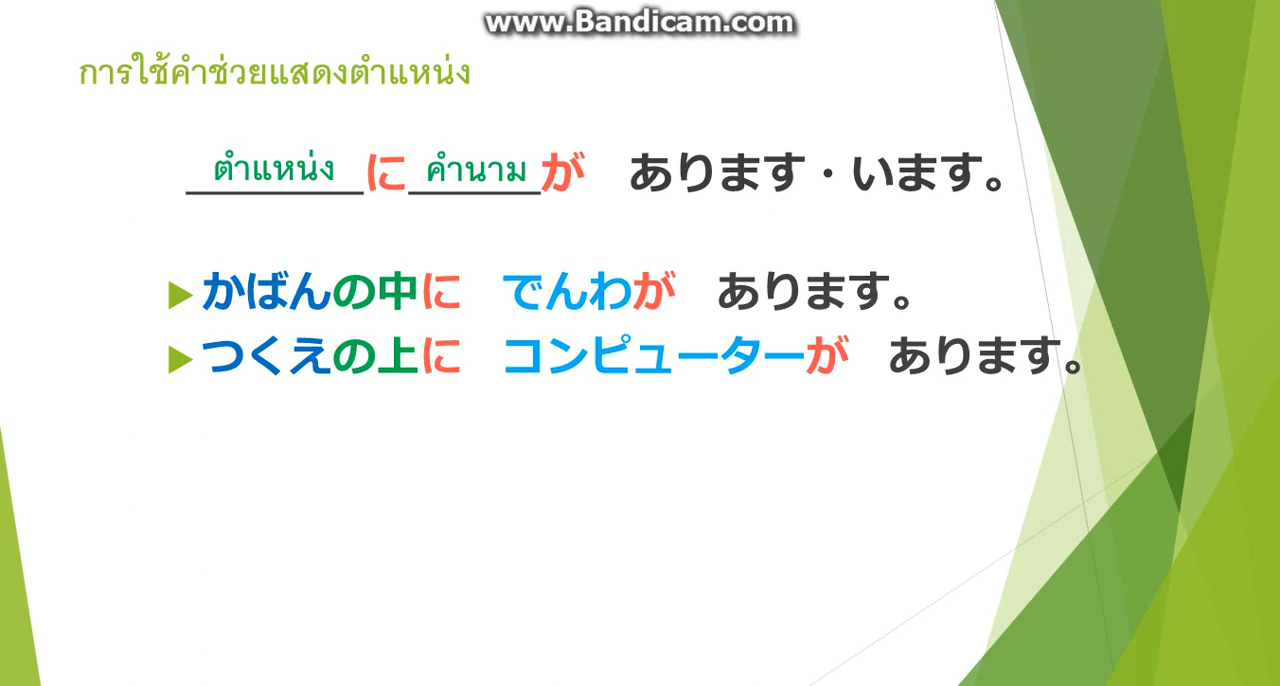 www.Bandicam.com
การใช้คำช่วยแสดงตำแหน่ง
ตำแหน่ง に คำนาม が あります・います。
かばんの中に でんわが あります。
つくえの上に コンピューターが あります。